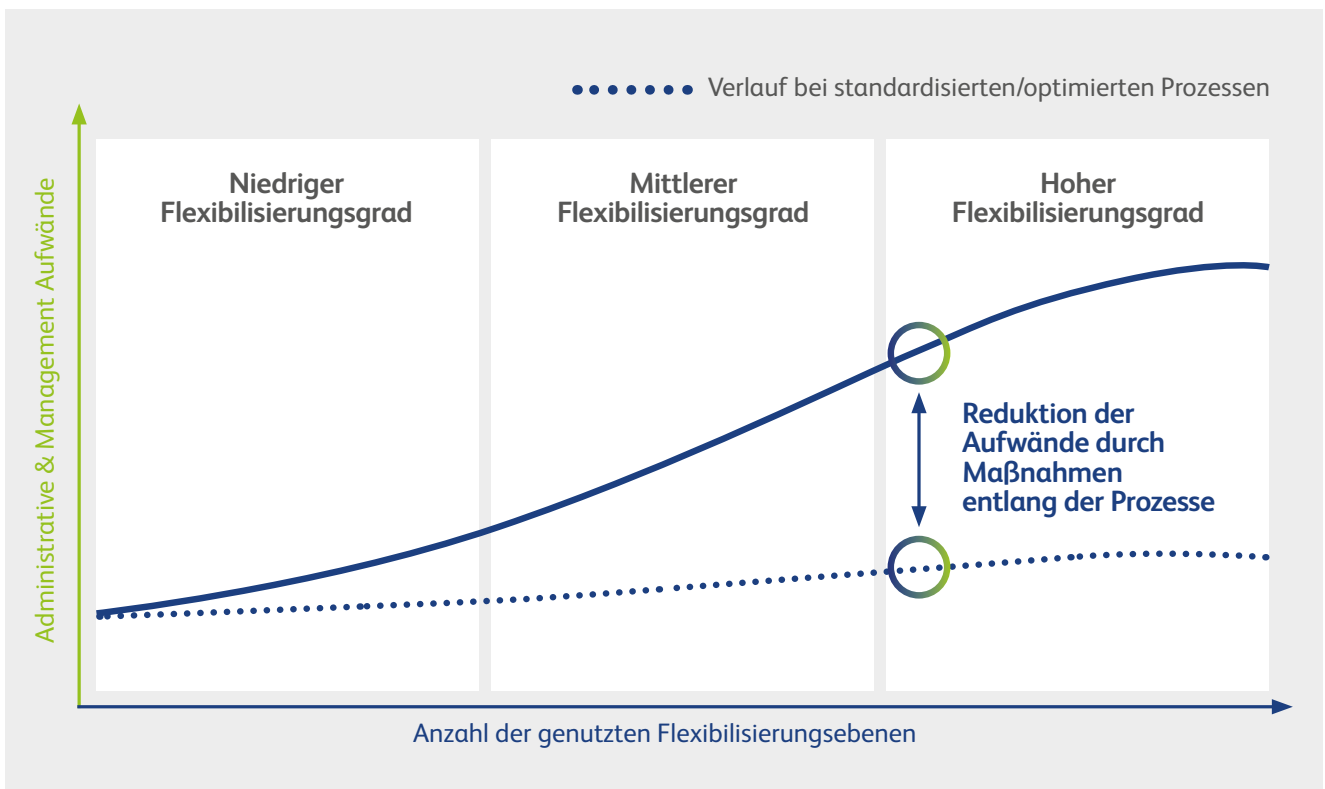 Verlauf bei standardisierten/optimierten Prozessen
Administrative & Management Aufwände
Niedriger
Flexibilisierungsgrad
Mittlerer
Flexibilisierungsgrad
Hoher
Flexibilisierungsgrad
Reduktion der
Aufwände durch
Maßnahmen
entlang der Prozesse
Anzahl der genutzten Flexibilisierungsebenen